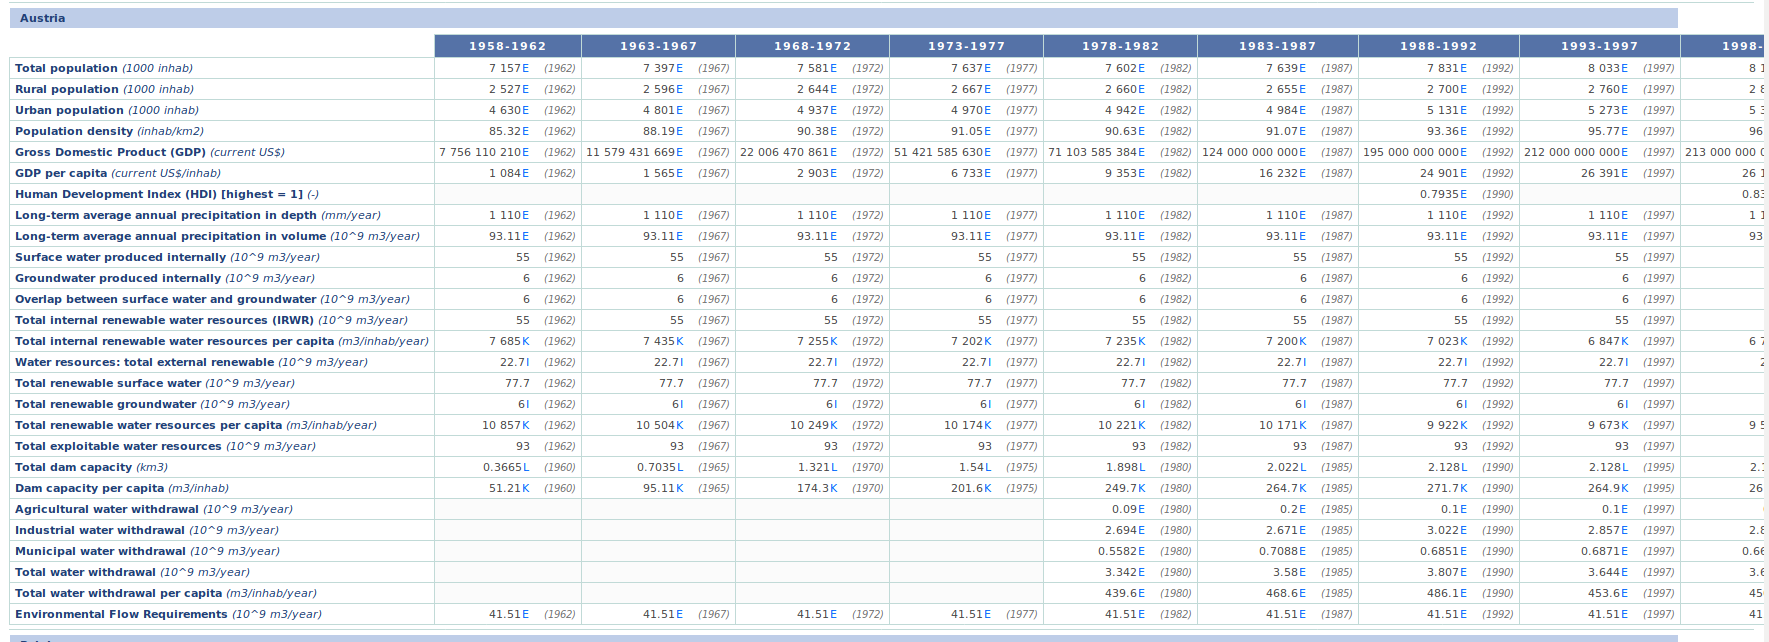 Austria
1958-1962 1963-1967 1968-1972 1973-1977 1978-1982 1983-1987 1988-1992 1993-1997 1998-
Total population (1000 inhab) 7 157E (1962) 7 397E (1967) 7 581E (1972) 7 637E (1977) 7 602E (1982) 7 639E (1987) 7 831E (1992) 8 033E (1997) 8 1
Rural population (1000 inhab) 2 527E (1962) 2 596E (1967) 2 644E (1972) 2 667E (1977) 2 660E (1982) 2 655E (1987) 2 700E (1992) 2 760E (1997) 2 8
Urban population (1000 inhab) 4 630E (1962) 4 801E (1967) 4 937E (1972) 4 970E (1977) 4 942E (1982) 4 984E (1987) 5 131E (1992) 5 273E (1997) 5 3
Population density (inhab/km2) 85.32E (1962) 88.19E (1967) 90.38E (1972) 91.05E (1977) 90.63E (1982) 91.07E (1987) 93.36E (1992) 95.77E (1997) 96
Gross Domestic Product (GDP) (current US$) 7 756 110 210E (1962) 11 579 431 669E (1967) 22 006 470 861E (1972) 51 421 585 630E (1977) 71 103 585 384E (1982) 124 000 000 000E (1987) 195 000 000 000E (1992) 212 000 000 000E (1997) 213 000 000 0
GDP per capita (current US$/inhab) 1 084E (1962) 1 565E (1967) 2 903E (1972) 6 733E (1977) 9 353E (1982) 16 232E (1987) 24 901E (1992) 26 391E (1997) 26 1
Human Development Index (HDI) [highest = 1] (-) 0.7935E (1990) 0.83
Long-term average annual precipitation in depth (mm/year) 1 110E (1962) 1 110E (1967) 1 110E (1972) 1 110E (1977) 1 110E (1982) 1 110E (1987) 1 110E (1992) 1 110E (1997) 1 1
Long-term average annual precipitation in volume (10^9 m3/year) 93.11E (1962) 93.11E (1967) 93.11E (1972) 93.11E (1977) 93.11E (1982) 93.11E (1987) 93.11E (1992) 93.11E (1997) 93
Surface water produced internally (10^9 m3/year) 55 (1962) 55 (1967) 55 (1972) 55 (1977) 55 (1982) 55 (1987) 55 (1992) 55 (1997)
Groundwater produced internally (10^9 m3/year) 6 (1962) 6 (1967) 6 (1972) 6 (1977) 6 (1982) 6 (1987) 6 (1992) 6 (1997)
Overlap between surface water and groundwater (10^9 m3/year) 6 (1962) 6 (1967) 6 (1972) 6 (1977) 6 (1982) 6 (1987) 6 (1992) 6 (1997)
Total internal renewable water resources (IRWR) (10^9 m3/year) 55 (1962) 55 (1967) 55 (1972) 55 (1977) 55 (1982) 55 (1987) 55 (1992) 55 (1997)
Total internal renewable water resources per capita (m3/inhab/year) 7 685K (1962) 7 435K (1967) 7 255K (1972) 7 202K (1977) 7 235K (1982) 7 200K (1987) 7 023K (1992) 6 847K (1997) 6 7
Water resources: total external renewable (10^9 m3/year) 22.7I (1962) 22.7I (1967) 22.7I (1972) 22.7I (1977) 22.7I (1982) 22.7I (1987) 22.7I (1992) 22.7I (1997) 2
Total renewable surface water (10^9 m3/year) 77.7 (1962) 77.7 (1967) 77.7 (1972) 77.7 (1977) 77.7 (1982) 77.7 (1987) 77.7 (1992) 77.7 (1997)
Total renewable groundwater (10^9 m3/year) 6I (1962) 6I (1967) 6I (1972) 6I (1977) 6I (1982) 6I (1987) 6I (1992) 6I (1997)
Total renewable water resources per capita (m3/inhab/year) 10 857K (1962) 10 504K (1967) 10 249K (1972) 10 174K (1977) 10 221K (1982) 10 171K (1987) 9 922K (1992) 9 673K (1997) 9 5
Total exploitable water resources (10^9 m3/year) 93 (1962) 93 (1967) 93 (1972) 93 (1977) 93 (1982) 93 (1987) 93 (1992) 93 (1997)
Total dam capacity (km3) 0.3665L (1960) 0.7035L (1965) 1.321L (1970) 1.54L (1975) 1.898L (1980) 2.022L (1985) 2.128L (1990) 2.128L (1995) 2.1
Dam capacity per capita (m3/inhab) 51.21K (1960) 95.11K (1965) 174.3K (1970) 201.6K (1975) 249.7K (1980) 264.7K (1985) 271.7K (1990) 264.9K (1995) 26
Agricultural water withdrawal (10^9 m3/year) 0.09E (1980) 0.2E (1985) 0.1E (1990) 0.1E (1997)
Industrial water withdrawal (10^9 m3/year) 2.694E (1980) 2.671E (1985) 3.022E (1990) 2.857E (1997) 2.8
Municipal water withdrawal (10^9 m3/year) 0.5582E (1980) 0.7088E (1985) 0.6851E (1990) 0.6871E (1997) 0.66
Total water withdrawal (10^9 m3/year) 3.342E (1980) 3.58E (1985) 3.807E (1990) 3.644E (1997) 3.6
Total water withdrawal per capita (m3/inhab/year) 439.6E (1980) 468.6E (1985) 486.1E (1990) 453.6E (1997) 45
Environmental Flow Requirements (10^9 m3/year) 41.51E (1962) 41.51E (1967) 41.51E (1972) 41.51E (1977) 41.51E (1982) 41.51E (1987) 41.51E (1992) 41.51E (1997) 41